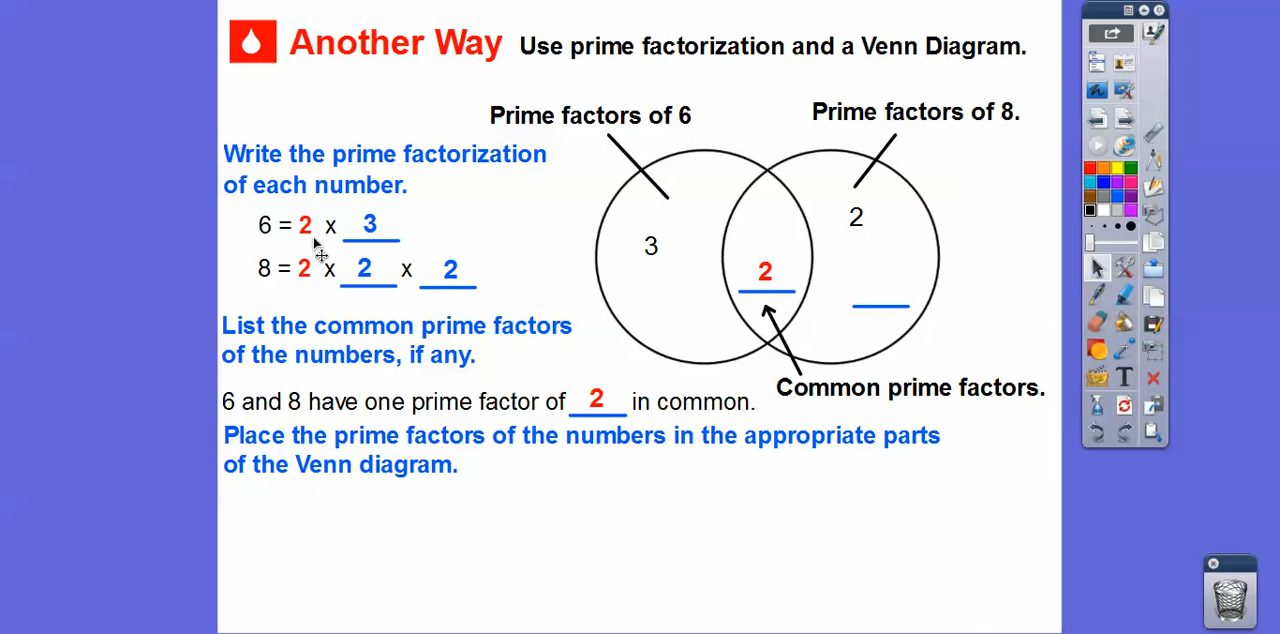 Another Way Use prime factorization and a Venn Diagram.
Prime factors of 6
Prime factors of 8.
Write the prime factorization
of each number.
6 = 2 x 3
8 = 2 x 2 x 2
3
2
2
List the common prime factors
of the numbers, if any.
Common prime factors.
6 and 8 have one prime factor of 2 in common.
Place the prime factors of the numbers in the appropriate parts
of the Venn diagram.